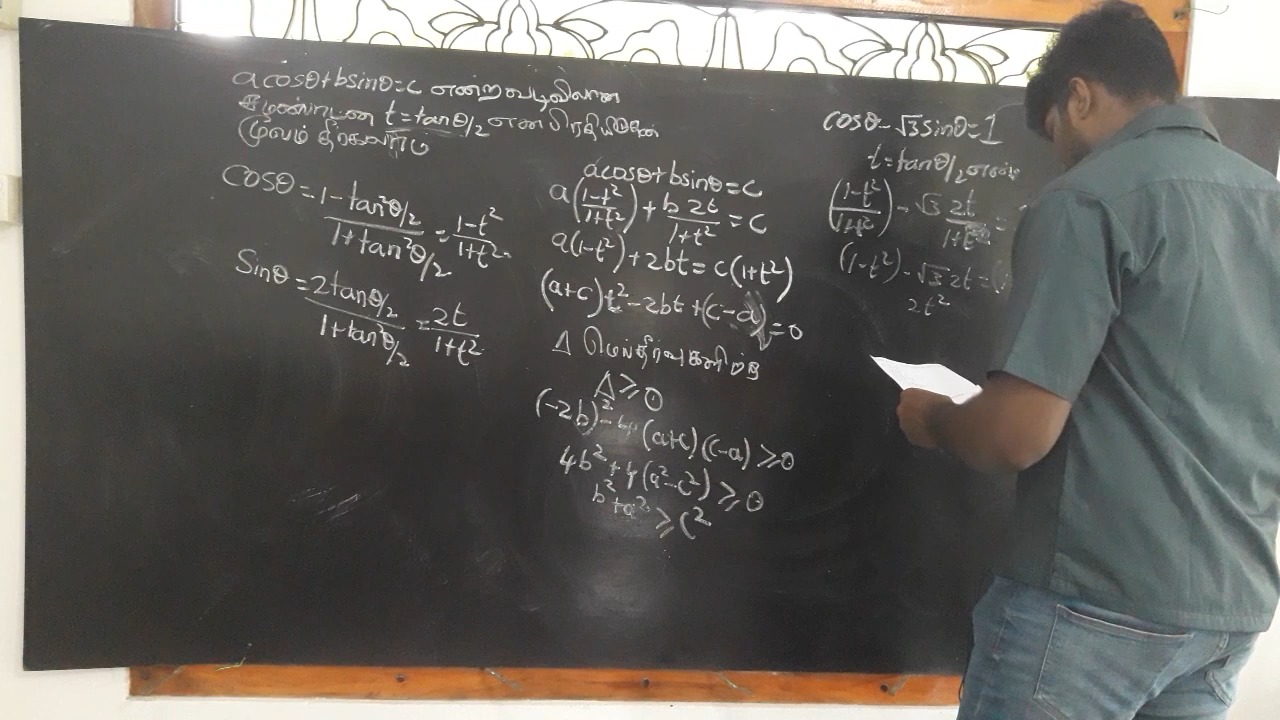 acosθ+bsinθ=c என்ற வடிவிலான
சமன்பாடனை t=tanθ/2 என பிரதியிடுவதன்
மூலம் தீர்கலாம்
cosθ = 1-tan²θ/2 / 1+tan²θ/2 = 1-t² / 1+t²
Sinθ = 2tanθ/2 / 1+tan²θ/2 = 2t / 1+t²
acosθ+bsinθ=c
a(1-t² / 1+t²) + b 2t / 1+t² = c
a(1-t²)+2bt = c(1+t²)
(a+c)t²-2bt+(c-a)=0
Δ மெய்தீர்வுகளிற்கு
Δ ≥ 0
(-2b)²-4(a+c)(c-a) ≥ 0
4b²+4(a²-c²) ≥ 0
b²+a² ≥ c²
cosθ-√3sinθ=1
t=tanθ/2
(1-t² / 1+t²) - √3 2t / 1+t² =
(1-t²)-√3 2t=(
2t²